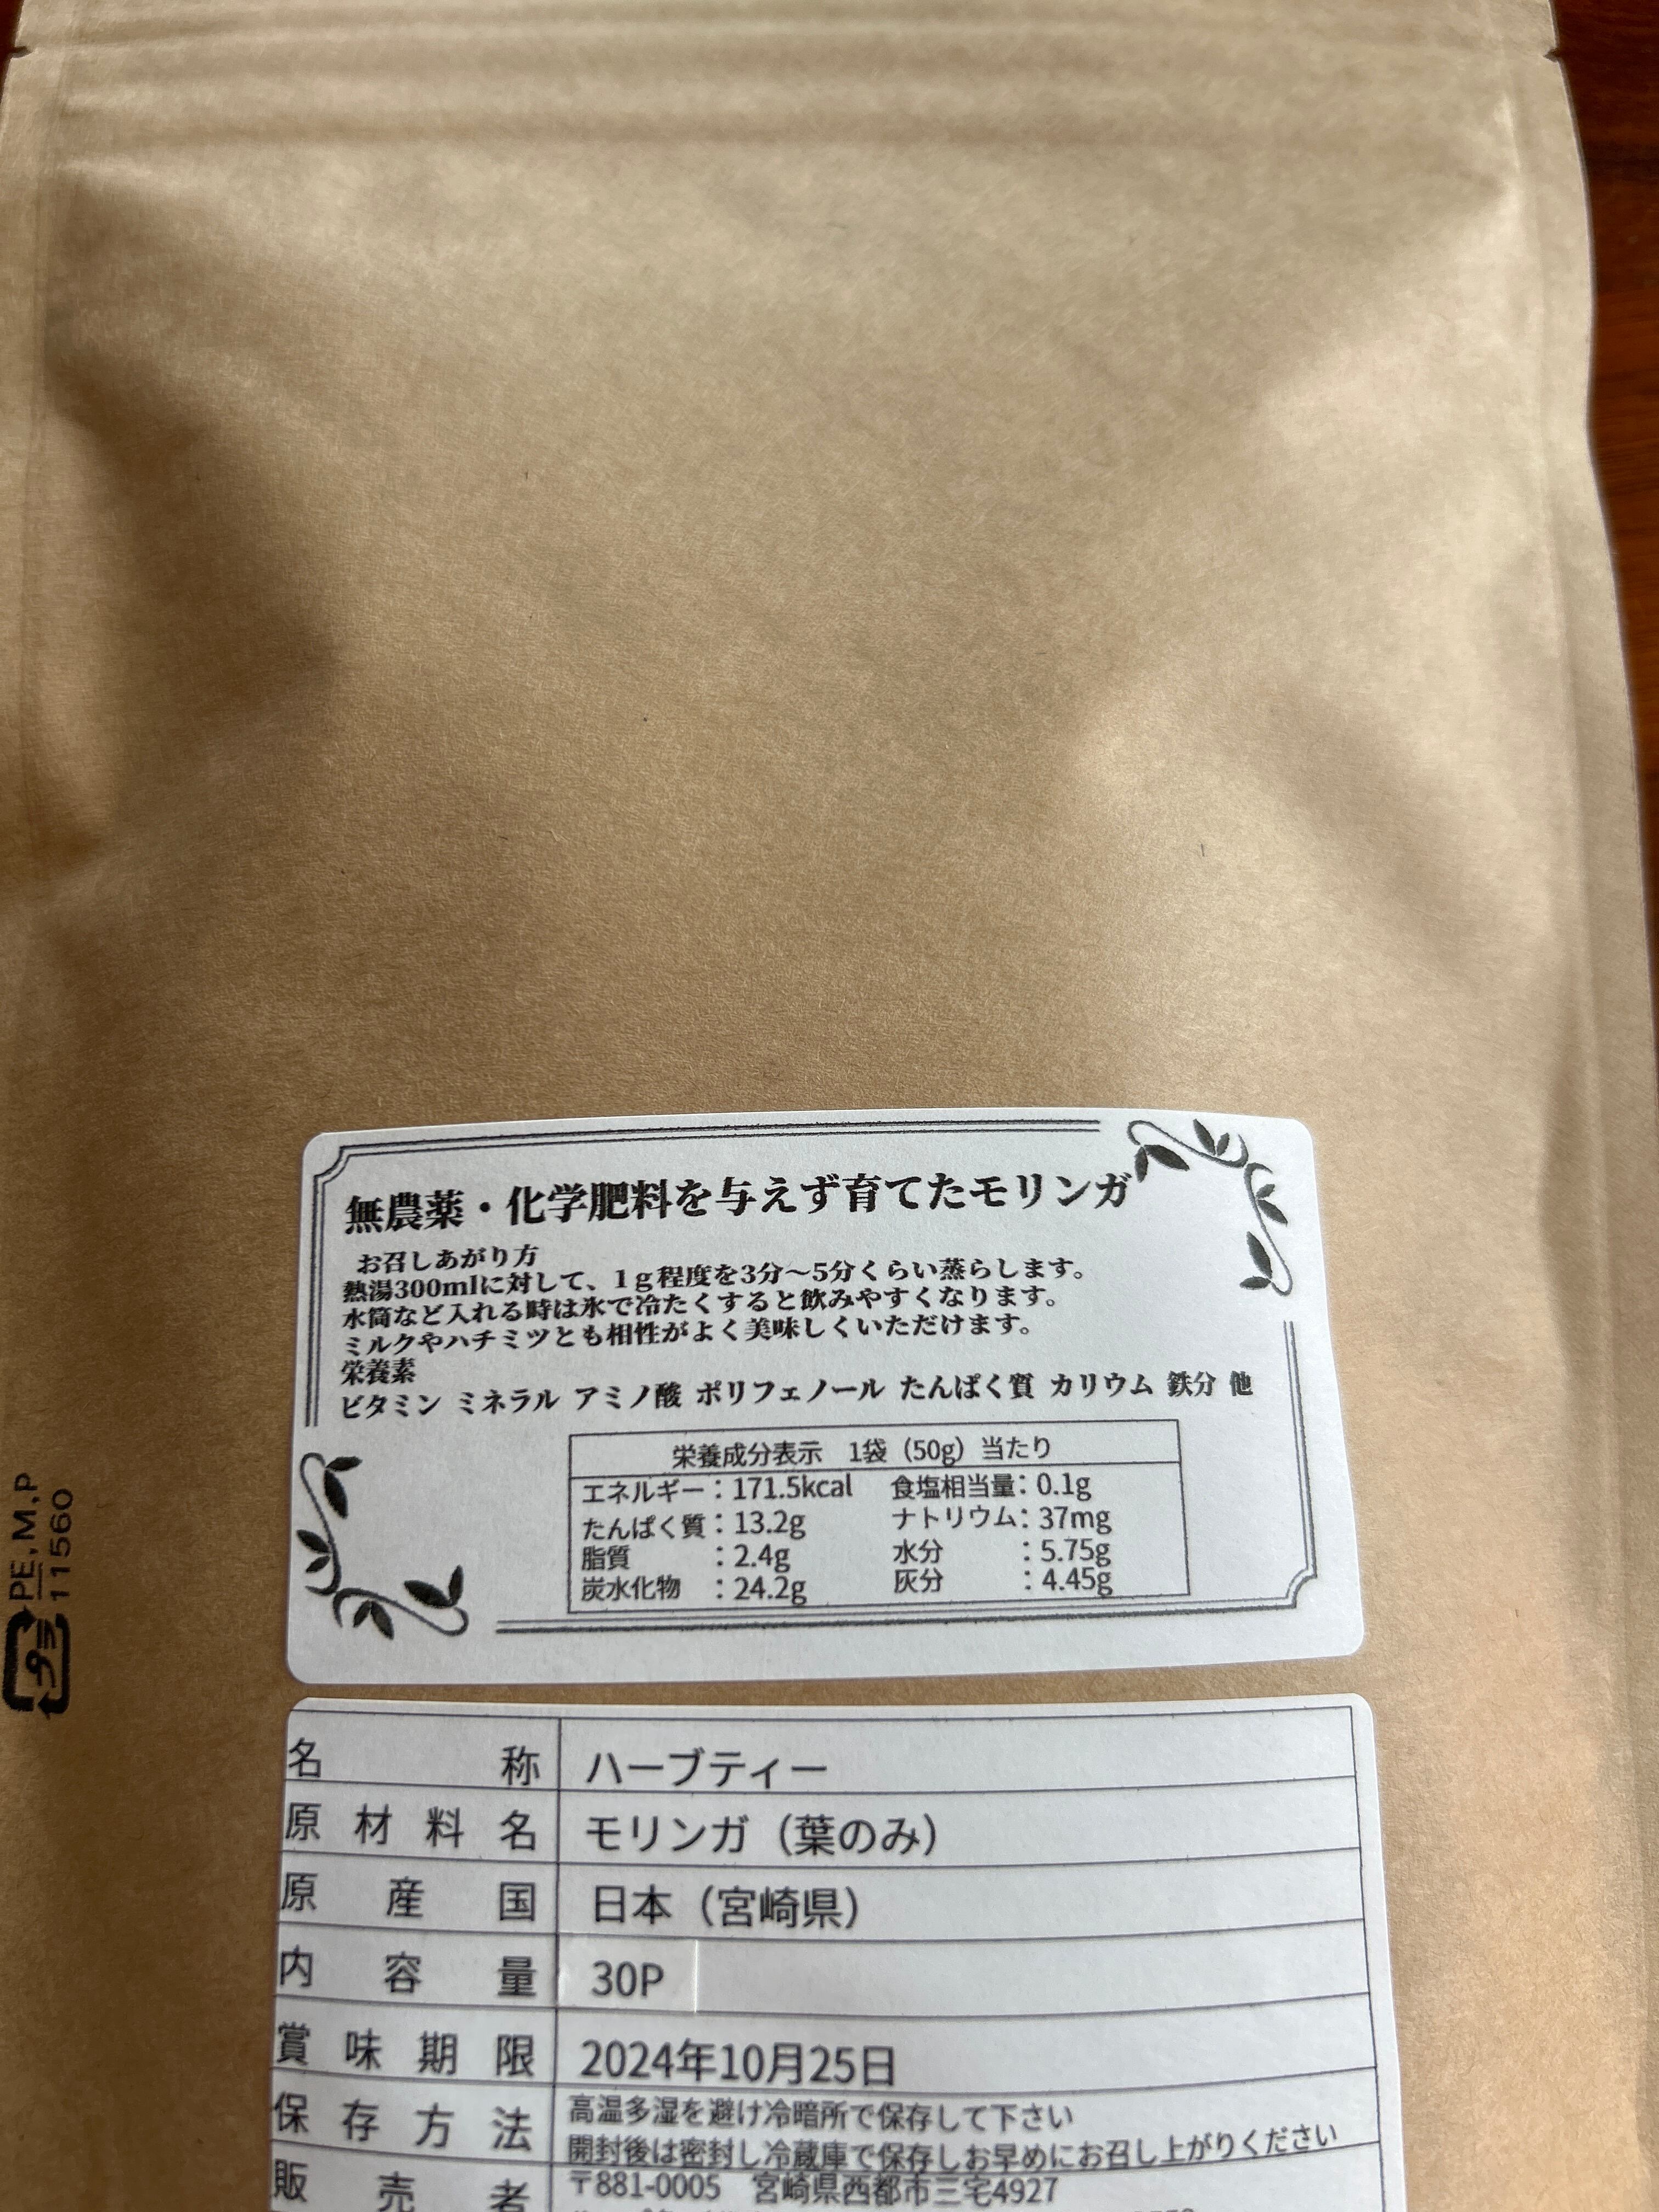 無農薬・化学肥料を与えず育てたモリンガ
お召しあがり方
熱湯300mlに対して、1g程度を3分～5分くらい蒸らします。
水筒など入れる時は氷で冷たくすると飲みやすくなります。
ミルクやハチミツとも相性がよく美味しくいただけます。
栄養素
ビタミン ミネラル アミノ酸 ポリフェノール たんぱく質 カリウム 鉄分 他
栄養成分表示 1袋（50g）当たり
エネルギー：171.5kcal 食塩相当量：0.1g
たんぱく質：13.2g ナトリウム：37mg
脂質 ：2.4g 水分 ：5.75g
炭水化物 ：24.2g 灰分 ：4.45g
PE,M,P
11560
名称 ハーブティー
原材料名 モリンガ（葉のみ）
原産国 日本（宮崎県）
内容量 30P
賞味期限 2024年10月25日
保存方法 高温多湿を避け冷暗所で保存して下さい
開封後は密封し冷蔵庫で保存しお早めにお召し上がりください
販売者 〒881-0005 宮崎県西都市三宅4927